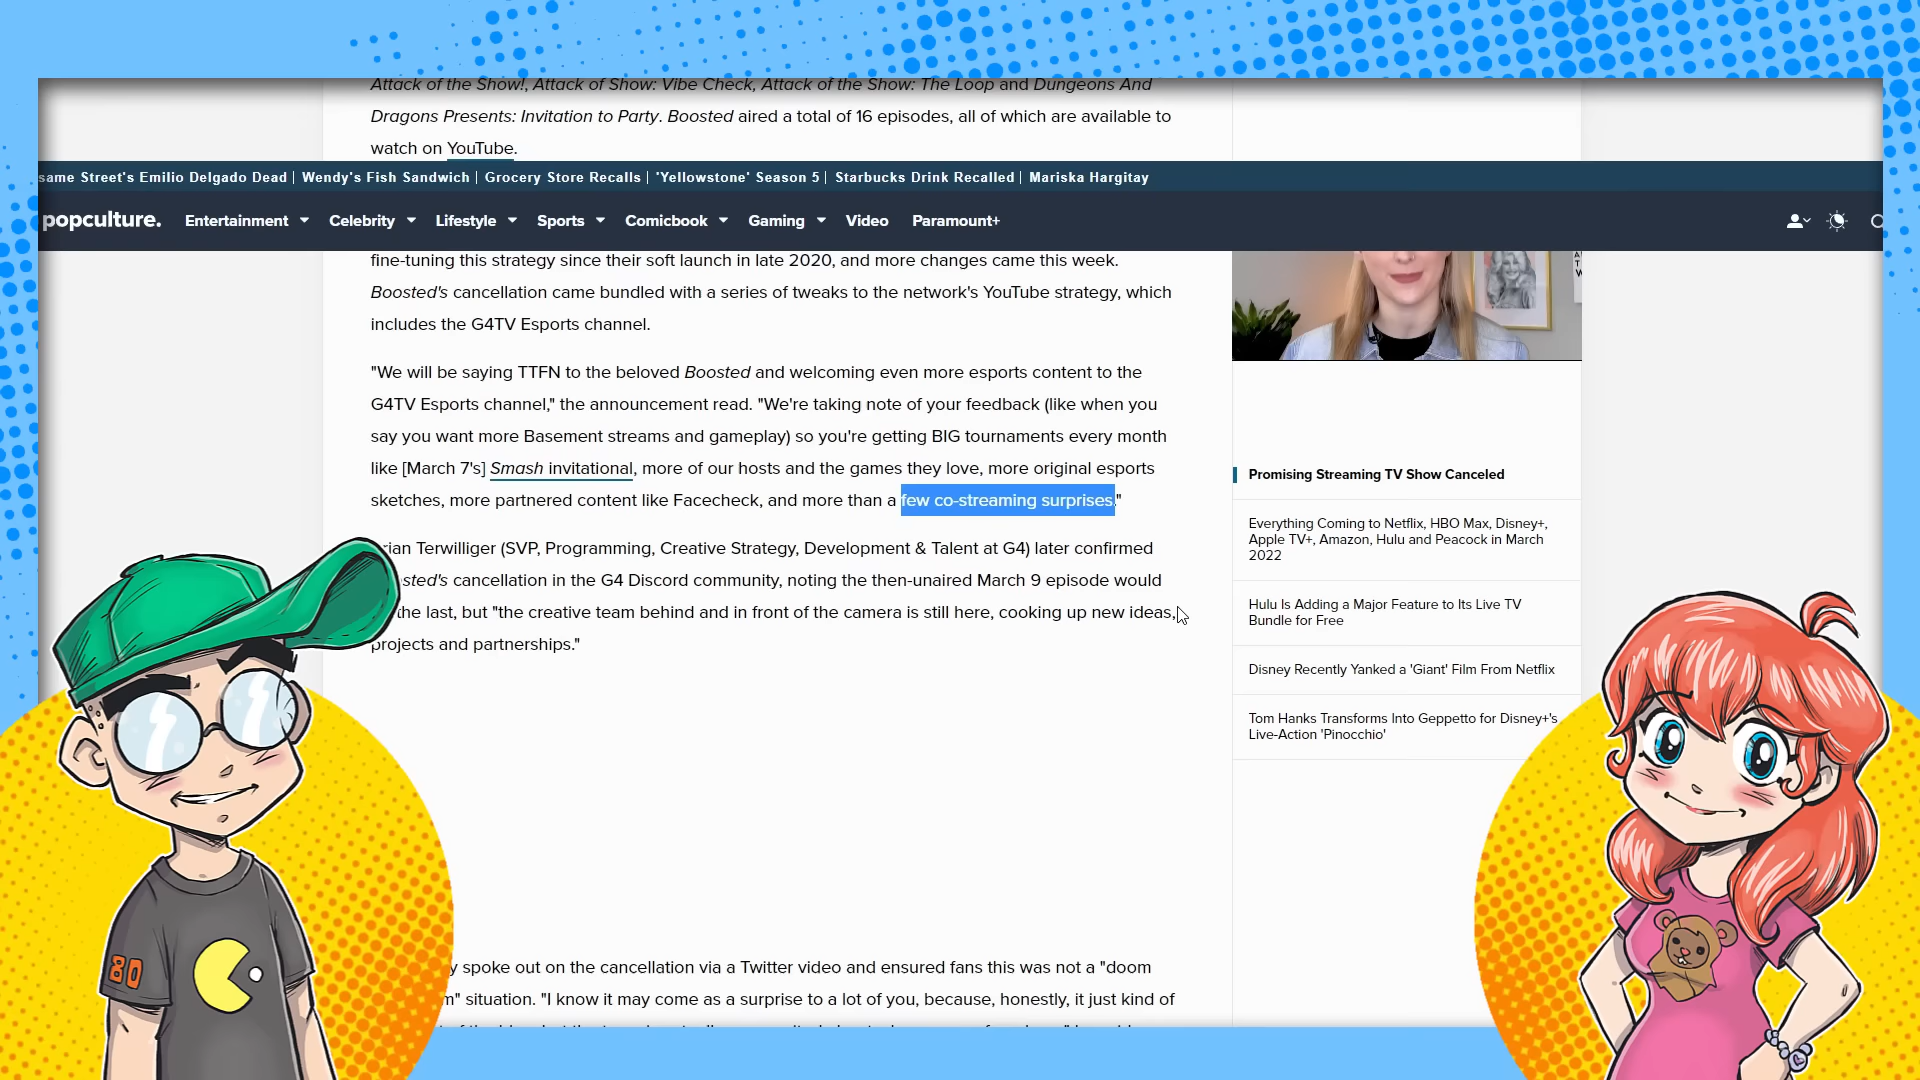 Attack of the Show!, Attack of Show: Vibe Check, Attack of the Show: The Loop and Dungeons And
Dragons Presents: Invitation to Party. Boosted aired a total of 16 episodes, all of which are available to
watch on YouTube.
same Street's Emilio Delgado Dead | Wendy's Fish Sandwich | Grocery Store Recalls | 'Yellowstone' Season 5 | Starbucks Drink Recalled | Mariska Hargitay
popculture. Entertainment Celebrity Lifestyle Sports Comicbook Gaming Video Paramount+
fine-tuning this strategy since their soft launch in late 2020, and more changes came this week.
Boosted's cancellation came bundled with a series of tweaks to the network's YouTube strategy, which
includes the G4TV Esports channel.
"We will be saying TTFN to the beloved Boosted and welcoming even more esports content to the
G4TV Esports channel," the announcement read. "We're taking note of your feedback (like when you
say you want more Basement streams and gameplay) so you're getting BIG tournaments every month
like [March 7's] Smash invitational, more of our hosts and the games they love, more original esports
sketches, more partnered content like Facecheck, and more than a few co-streaming surprises."
rian Terwilliger (SVP, Programming, Creative Strategy, Development & Talent at G4) later confirmed
sted's cancellation in the G4 Discord community, noting the then-unaired March 9 episode would
the last, but "the creative team behind and in front of the camera is still here, cooking up new ideas,
projects and partnerships."
y spoke out on the cancellation via a Twitter video and ensured fans this was not a "doom
m" situation. "I know it may come as a surprise to a lot of you, because, honestly, it just kind of
Promising Streaming TV Show Canceled
Everything Coming to Netflix, HBO Max, Disney+,
Apple TV+, Amazon, Hulu and Peacock in March
2022
Hulu Is Adding a Major Feature to Its Live TV
Bundle for Free
Disney Recently Yanked a 'Giant' Film From Netflix
Tom Hanks Transforms Into Geppetto for Disney+'s
Live-Action 'Pinocchio'
80